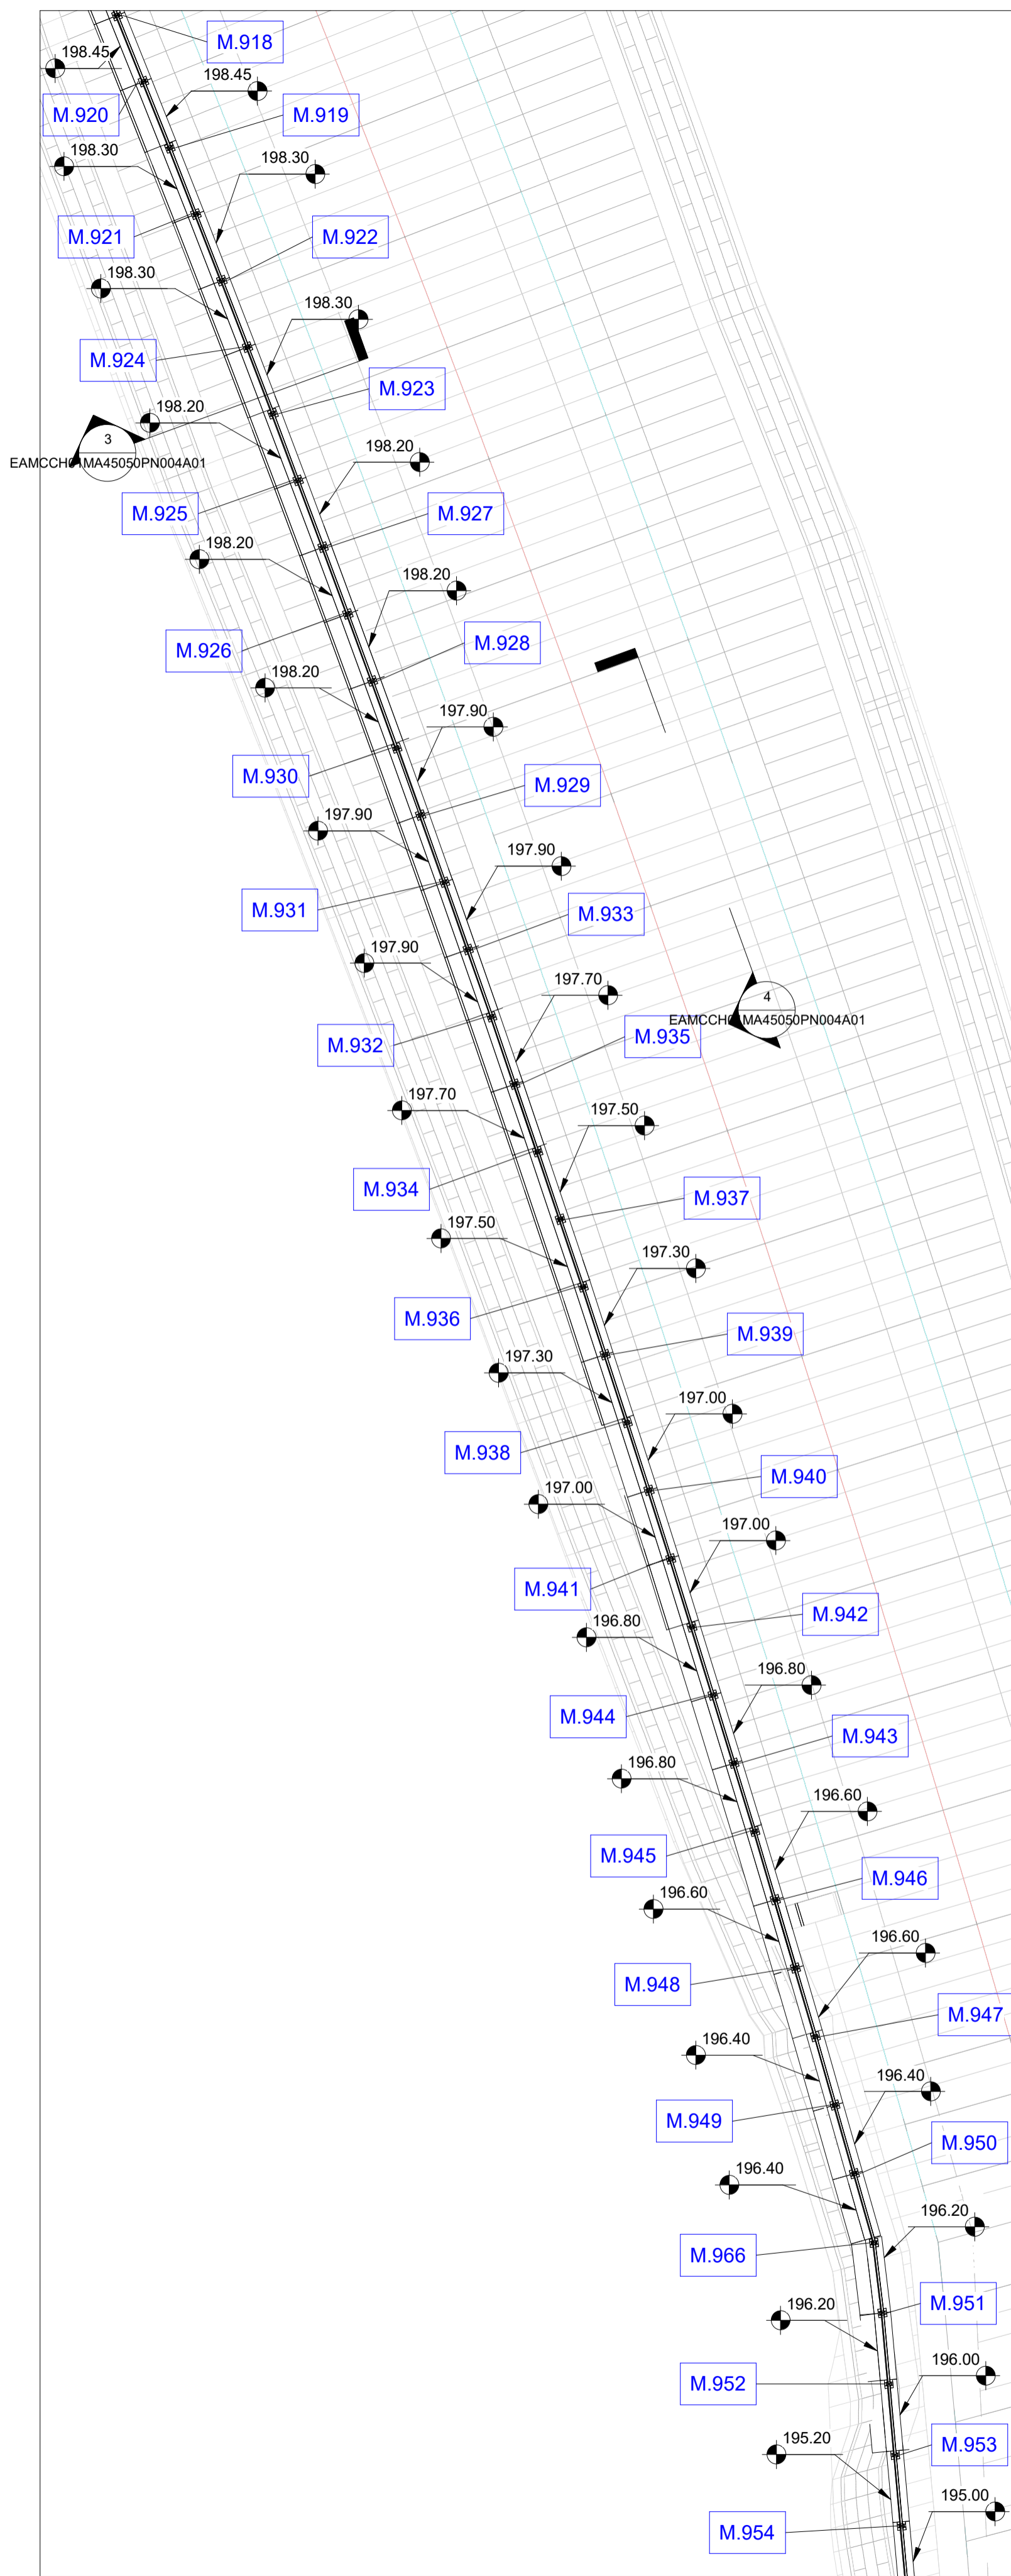 M.918
198.45
198.45
M.920
M.919
198.30
198.30
M.921
M.922
198.30
198.30
M.924
M.923
198.20
3
EAMCCH01MA45050PN004A01
198.20
M.925
M.927
198.20
198.20
M.926
M.928
198.20
197.90
M.930
M.929
197.90
197.90
M.931
M.933
197.90
197.70
4
EAMCCH01MA45050PN004A01
M.932
M.935
197.70
197.50
M.934
M.937
197.50
197.30
M.936
M.939
197.30
197.00
M.938
M.940
197.00
197.00
M.941
M.942
196.80
196.80
M.944
M.943
196.80
196.60
M.945
M.946
196.60
196.60
M.948
M.947
196.40
196.40
M.949
M.950
196.40
196.20
M.966
M.951
196.20
196.00
M.952
M.953
195.20
195.00
M.954